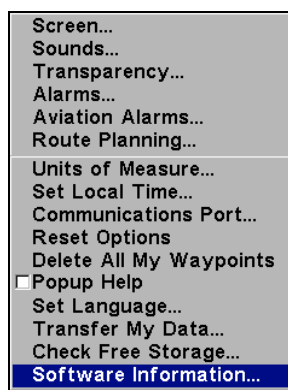 Screen...
Sounds...
Transparency...
Alarms...
Aviation Alarms...
Route Planning...
Units of Measure...
Set Local Time...
Communications Port...
Reset Options
Delete All My Waypoints
Popup Help
Set Language...
Transfer My Data...
Check Free Storage...
Software Information...